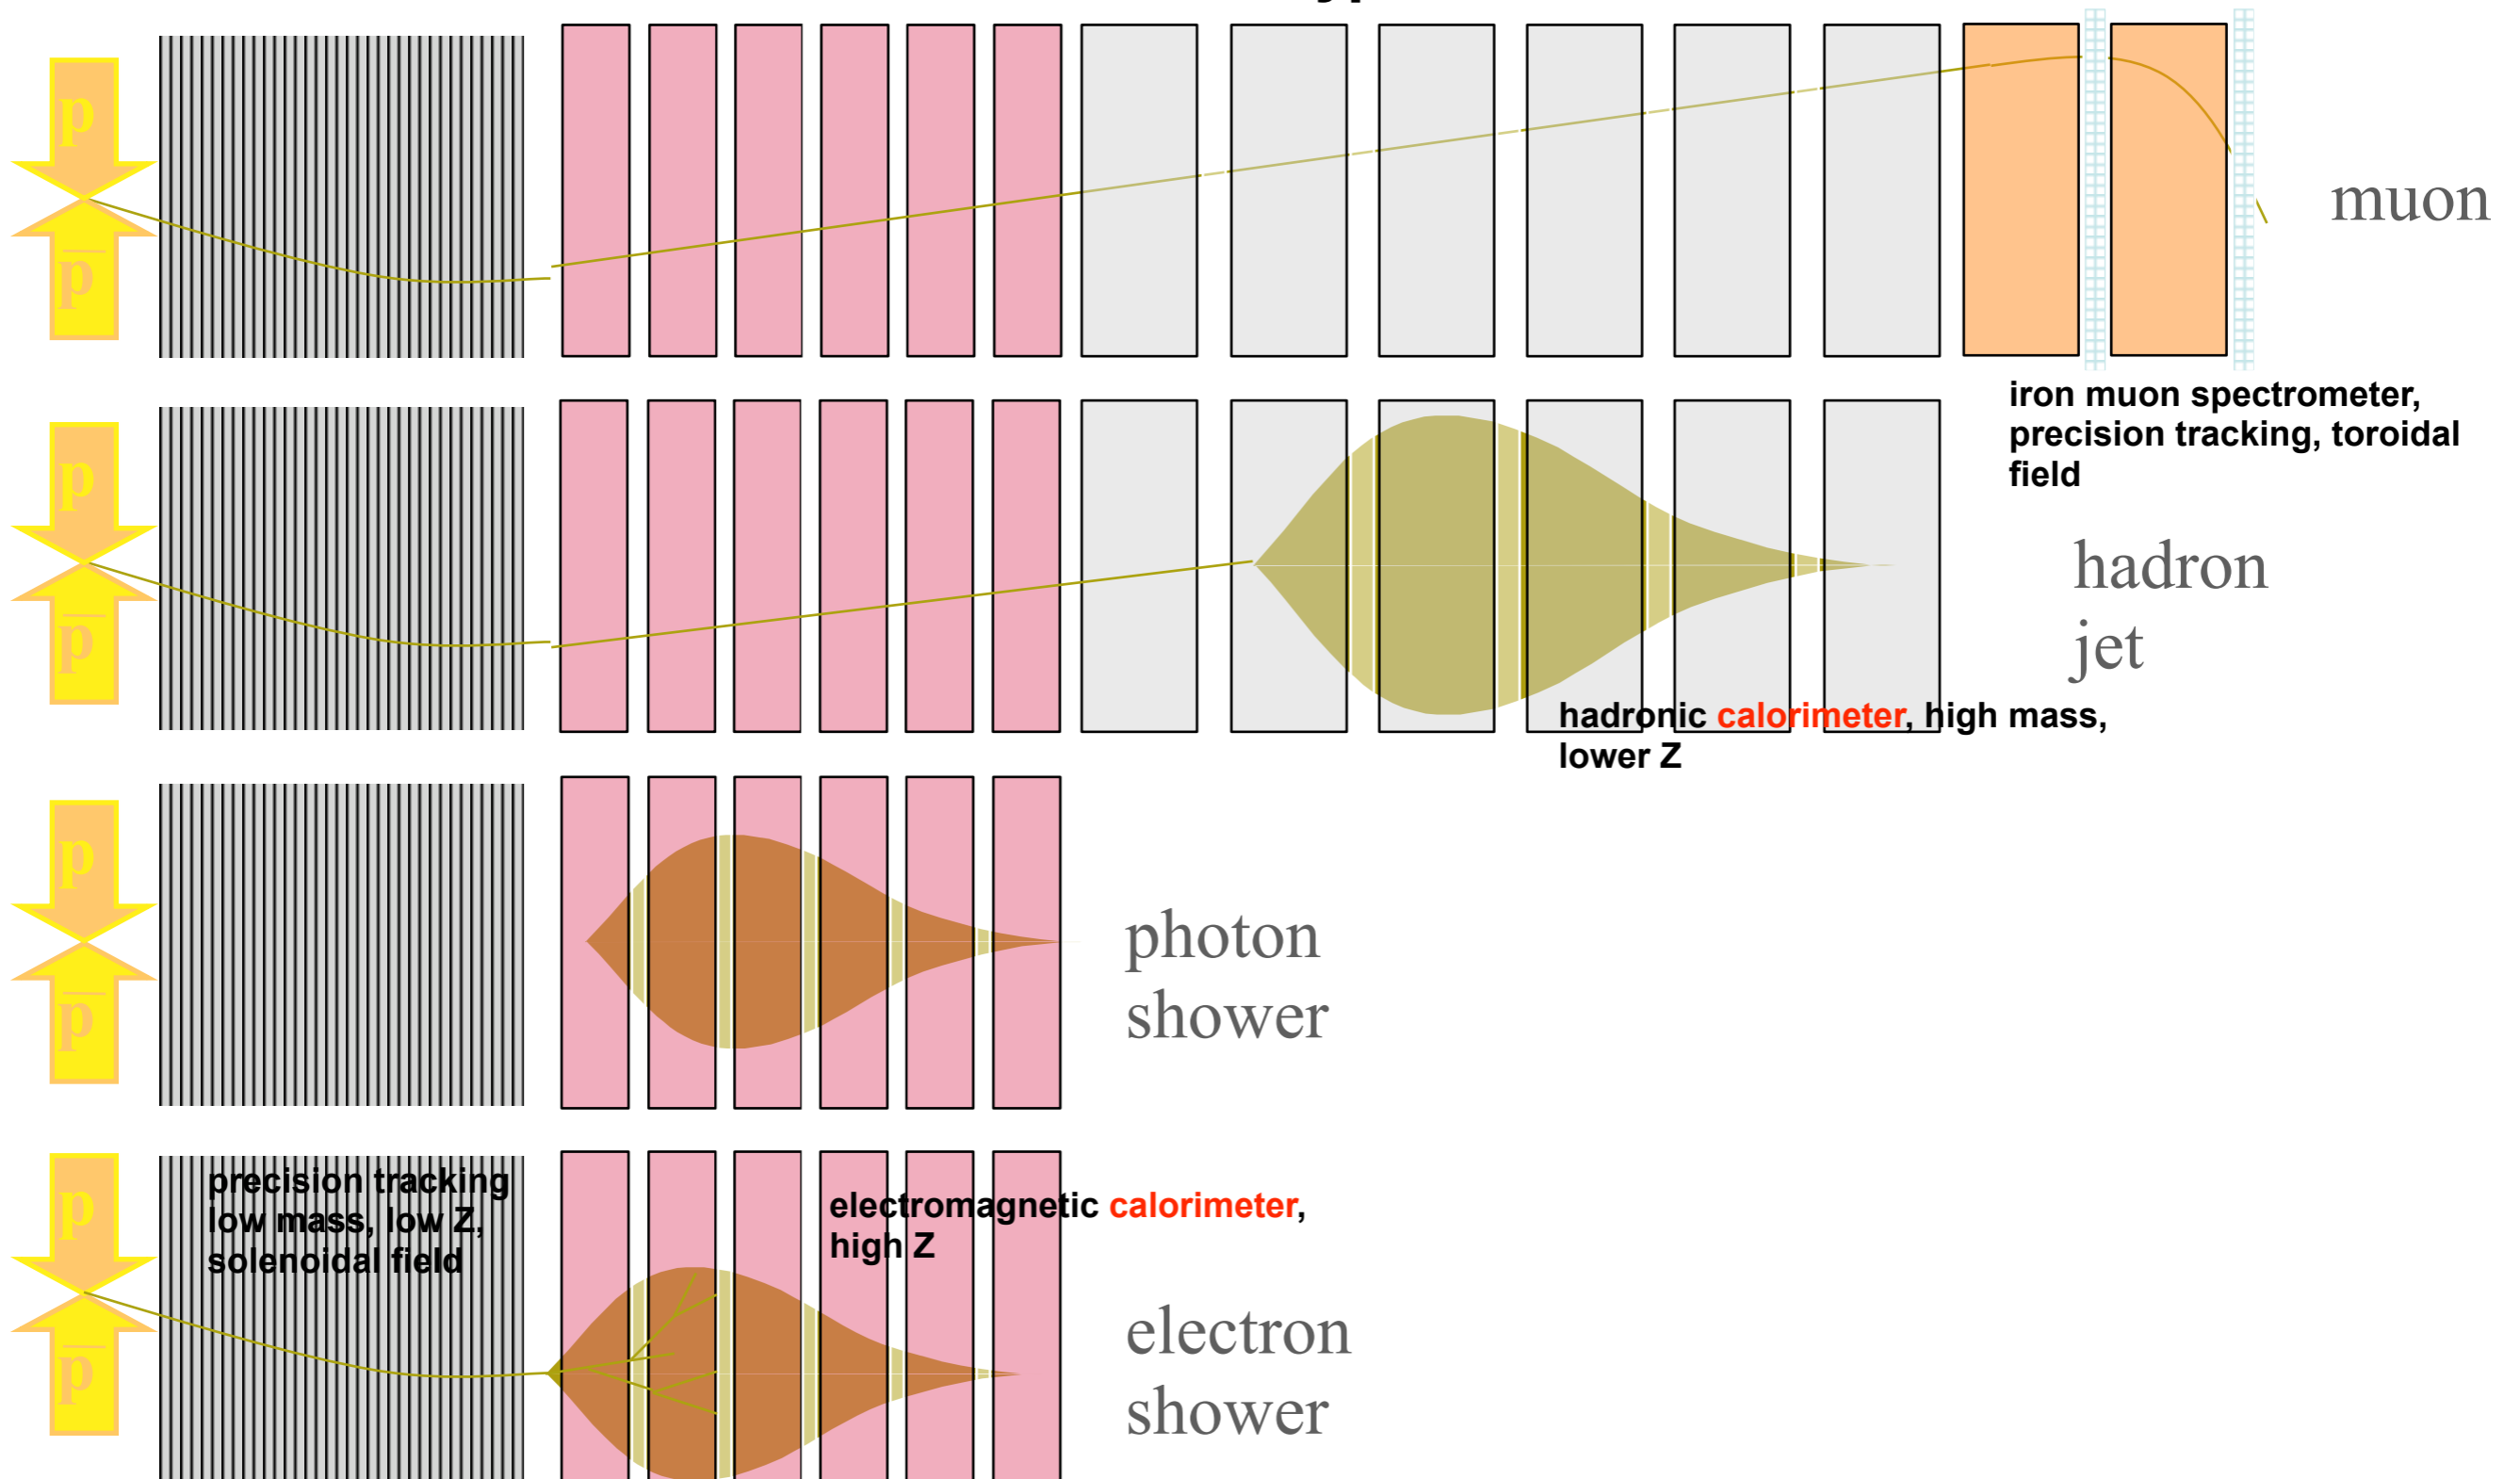 p
p̅
muon
iron muon spectrometer,
precision tracking, toroidal
field
p
p̅
hadron
jet
hadronic calorimeter, high mass,
lower Z
p
p̅
photon
shower
p
p̅
precision tracking
low mass, low Z,
solenoidal field
electromagnetic calorimeter,
high Z
electron
shower